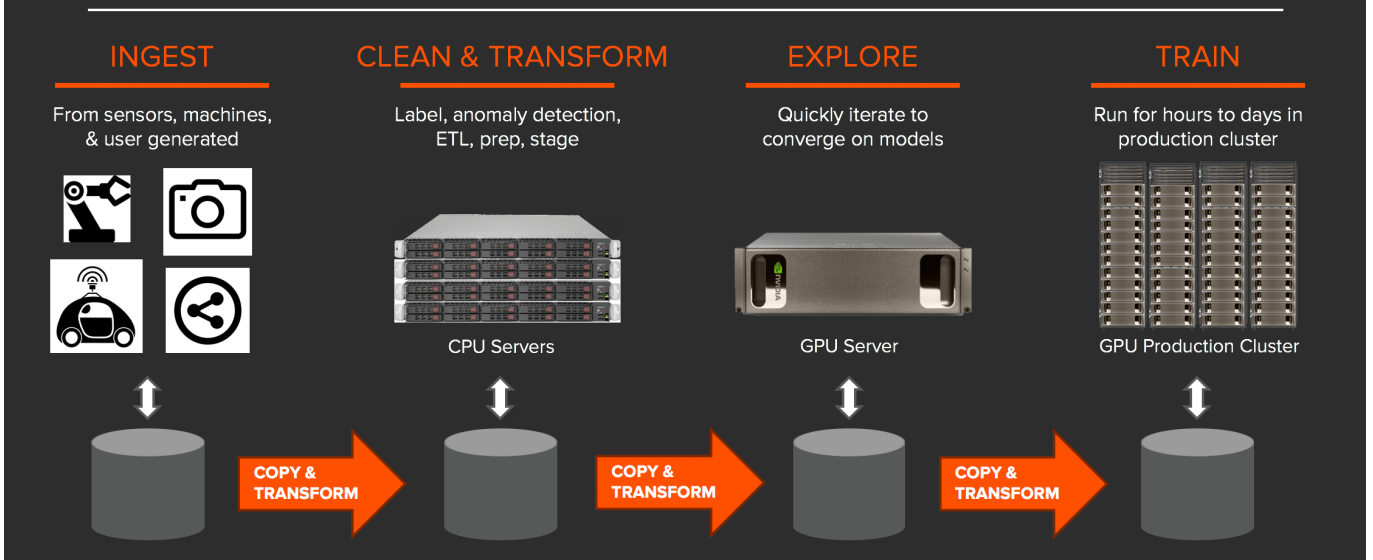 INGEST
From sensors, machines,
& user generated
CLEAN & TRANSFORM
Label, anomaly detection,
ETL, prep, stage
CPU Servers
EXPLORE
Quickly iterate to
converge on models
NVIDIA
GPU Server
TRAIN
Run for hours to days in
production cluster
GPU Production Cluster
COPY &
TRANSFORM
COPY &
TRANSFORM
COPY &
TRANSFORM